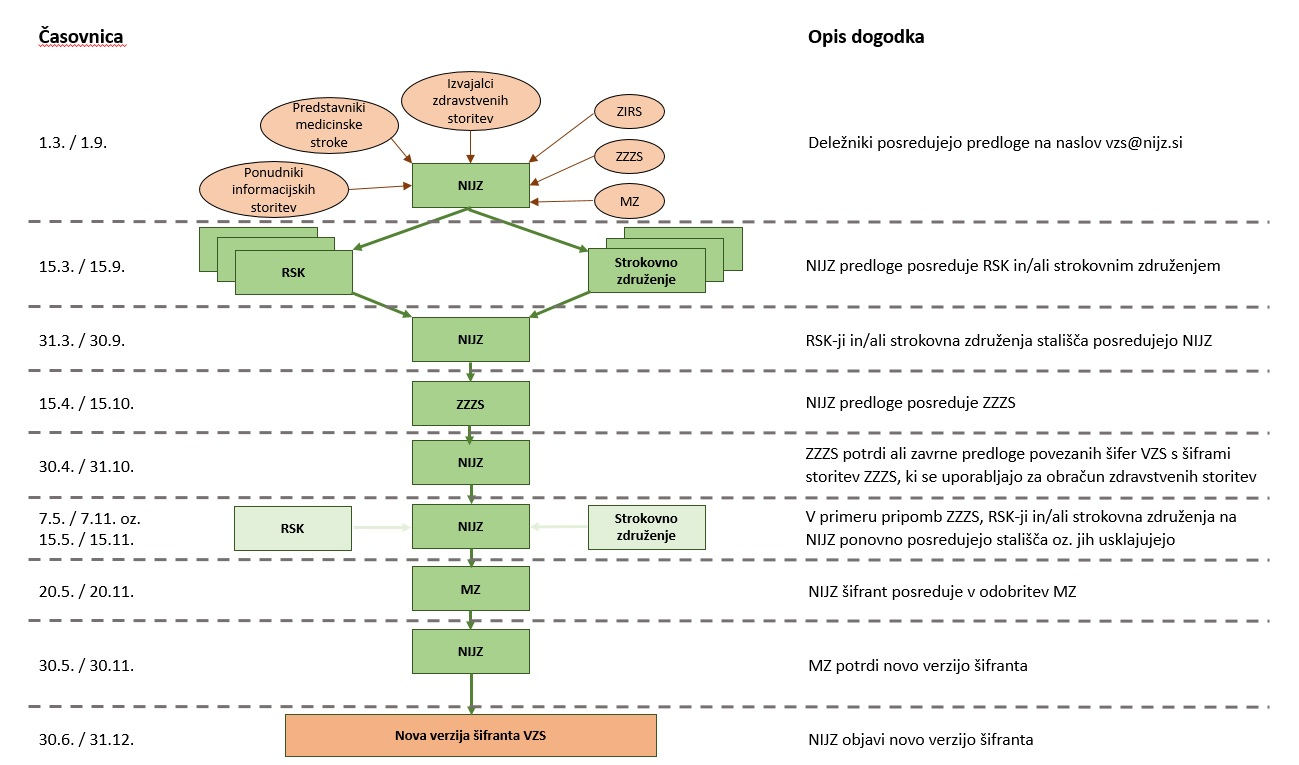 Časovnica
Opis dogodka
1.3. / 1.9.
Predstavniki
medicinske
stroke
Izvajalci
zdravstvenih
storitev
ZIRS
Ponudniki
informacijskih
storitev
NIJZ
ZZZS
MZ
Deležniki posredujejo predloge na naslov vzs@nijz.si
15.3. / 15.9.
RSK
Strokovno
združenje
NIJZ predloge posreduje RSK in/ali strokovnim združenjem
31.3. / 30.9.
NIJZ
RSK-ji in/ali strokovna združenja stališča posredujejo NIJZ
15.4. / 15.10.
ZZZS
NIJZ predloge posreduje ZZZS
30.4. / 31.10.
NIJZ
ZZZS potrdi ali zavrne predloge povezanih šifer VZS s šiframi
storitev ZZZS, ki se uporabljajo za obračun zdravstvenih storitev
7.5. / 7.11. oz.
15.5. / 15.11.
RSK
NIJZ
Strokovno
združenje
V primeru pripomb ZZZS, RSK-ji in/ali strokovna združenja na
NIJZ ponovno posredujejo stališča oz. jih usklajujejo
20.5. / 20.11.
MZ
NIJZ šifrant posreduje v odobritev MZ
30.5. / 30.11.
NIJZ
MZ potrdi novo verzijo šifranta
30.6. / 31.12.
Nova verzija šifranta VZS
NIJZ objavi novo verzijo šifranta